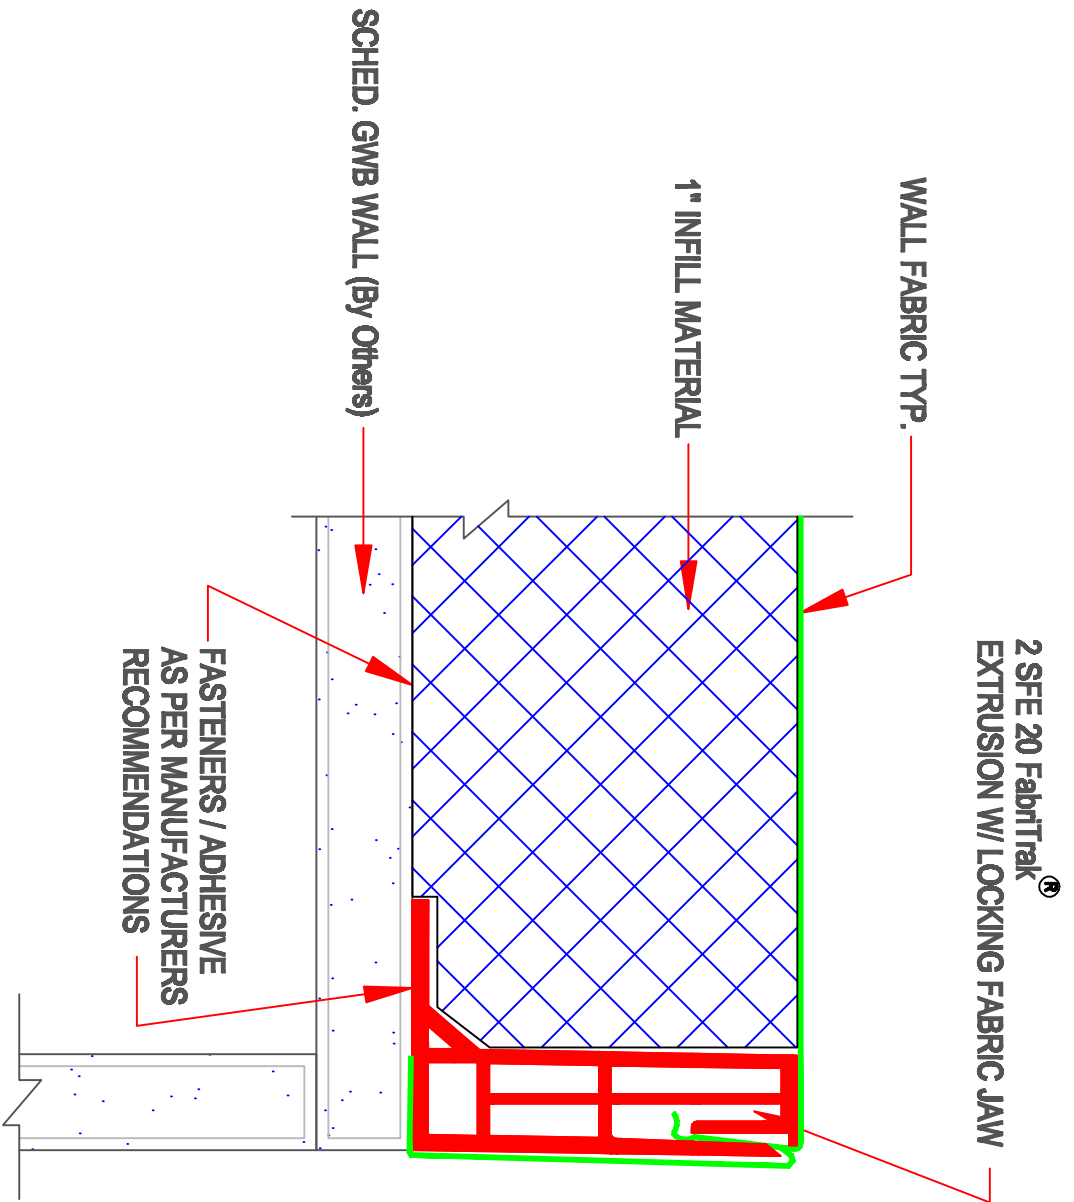 2 SFE 20 FabriTrak®
EXTRUSION W/ LOCKING FABRIC JAW
WALL FABRIC TYP.
1" INFILL MATERIAL
SCHED. GWB WALL (By Others)
FASTENERS / ADHESIVE
AS PER MANUFACTURERS
RECOMMENDATIONS